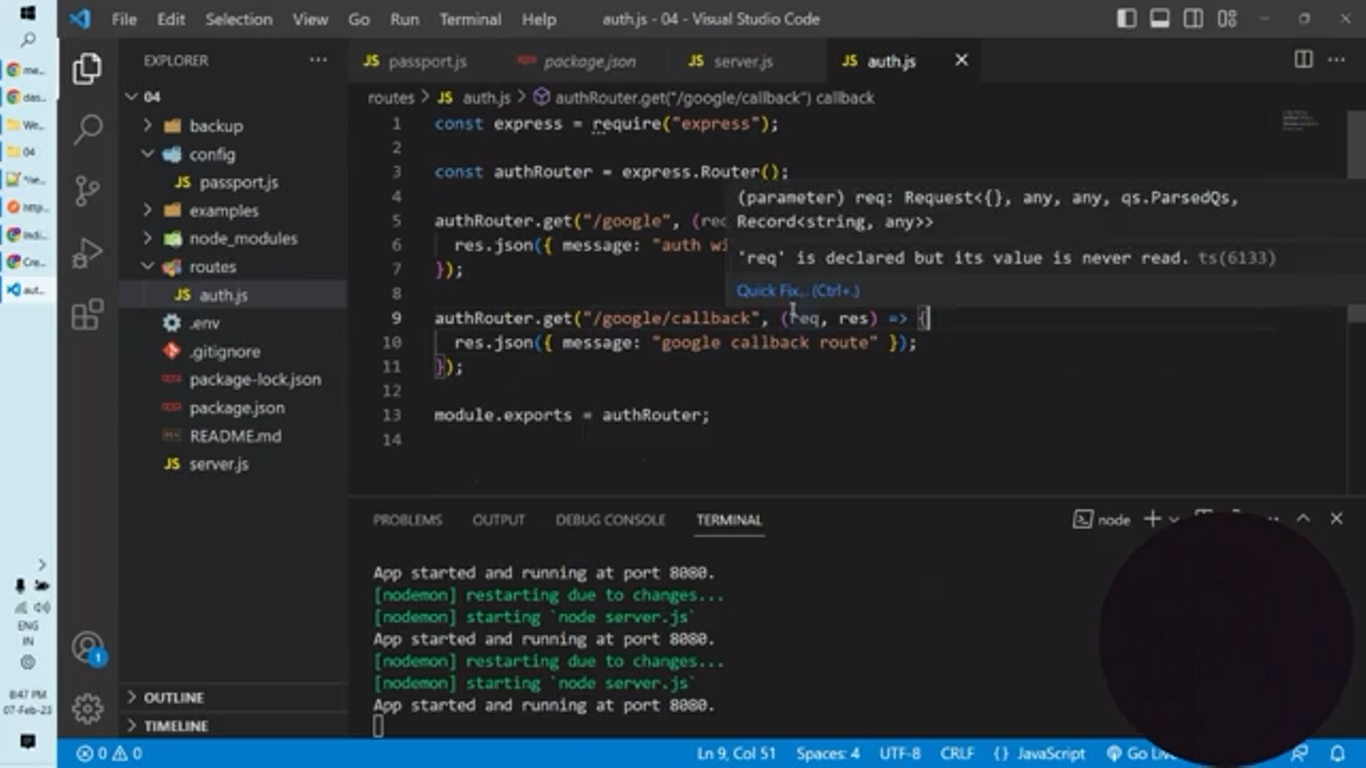 File Edit Selection View Go Run Terminal Help auth.js - 04 - Visual Studio Code
EXPLORER
passport.js
package.json
server.js
auth.js
04
backup
config
passport.js
examples
node_modules
routes
auth.js
.env
.gitignore
package-lock.json
package.json
README.md
server.js
OUTLINE
TIMELINE
routes > JS auth.js > authRouter.get("/google/callback") callback
1 const express = require("express");
2
3 const authRouter = express.Router();
4
5 authRouter.get("/google", (req
6 res.json({ message: "auth wi
7 });
8
9 authRouter.get("/google/callback", (req, res) => {
10 res.json({ message: "google callback route" });
11 });
12
13 module.exports = authRouter;
14
(parameter) req: Request<{}, any, any, qs.ParsedQs,
Record<string, any>>
'req' is declared but its value is never read. ts(6133)
Quick Fix... (Ctrl+.)
PROBLEMS OUTPUT DEBUG CONSOLE TERMINAL
node
App started and running at port 8080.
[nodemon] restarting due to changes...
[nodemon] starting `node server.js`
App started and running at port 8080.
[nodemon] restarting due to changes...
[nodemon] starting `node server.js`
App started and running at port 8080.
me...
das...
We...
04
http...
Indi...
Cre...
aut...
ENG
IN
8:47 PM
07-Feb-23
1
0 0
Ln 9, Col 51 Spaces: 4 UTF-8 CRLF {} JavaScript Go Live